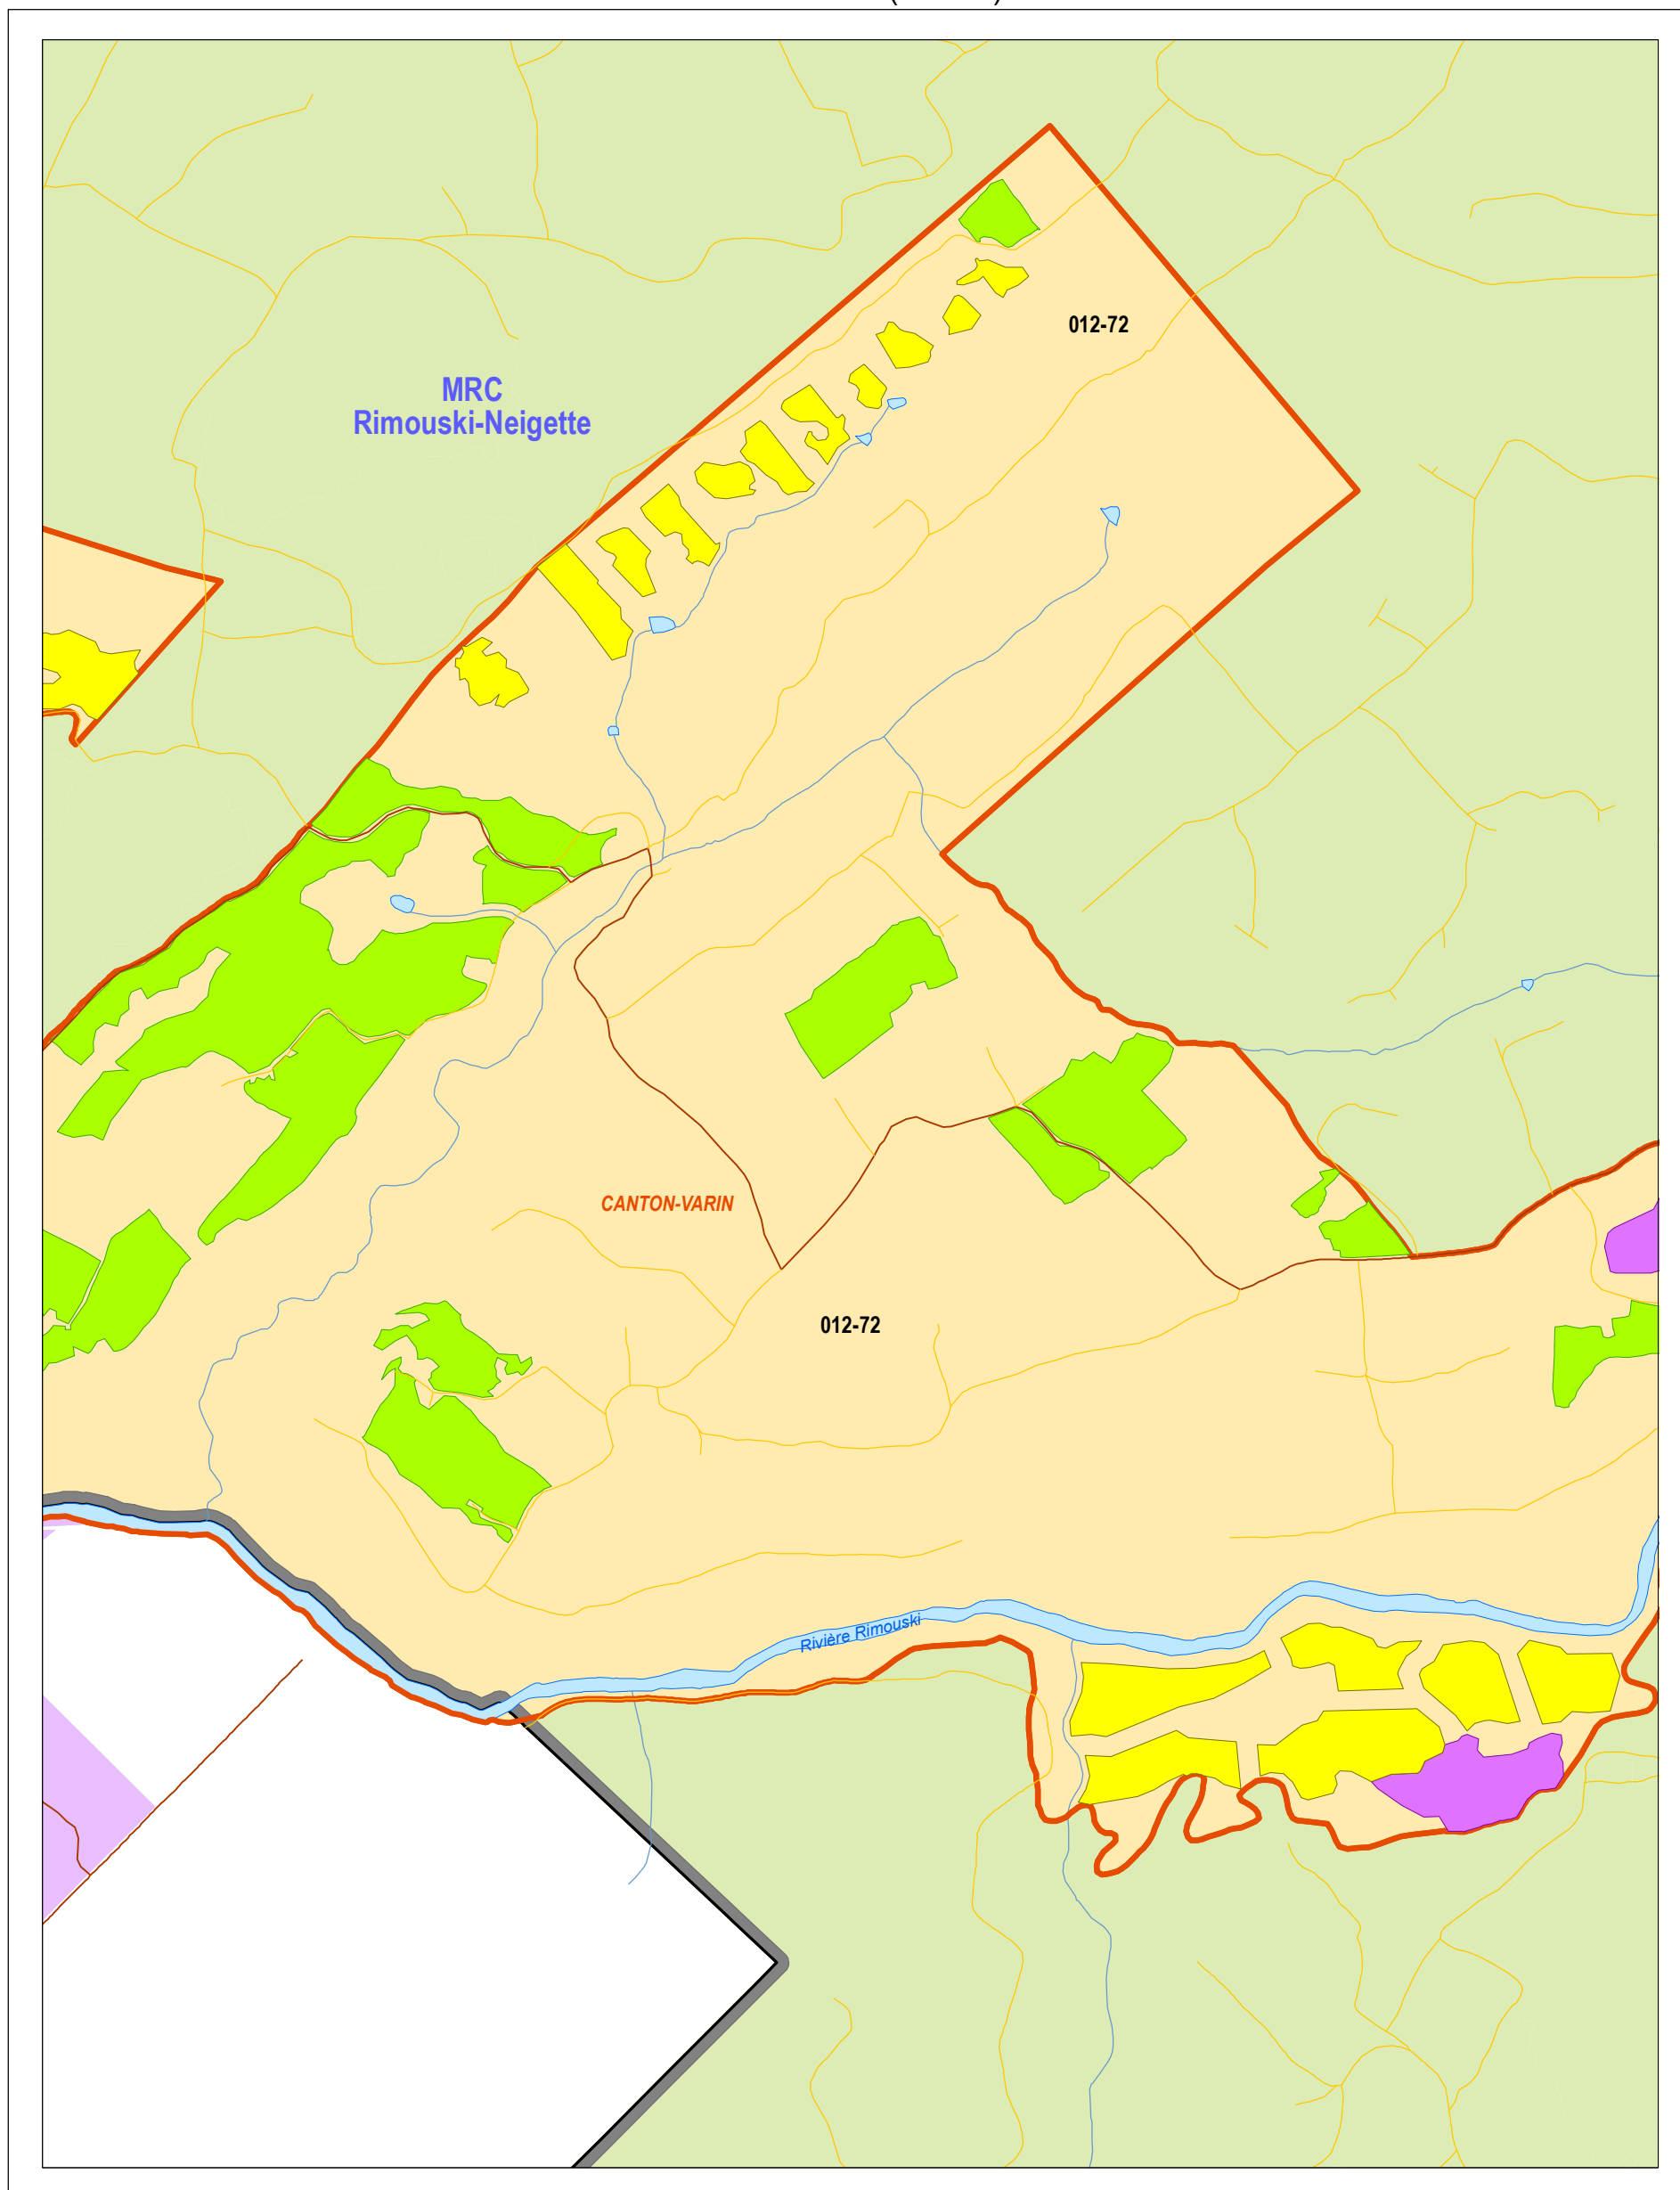 012-72
MRC
Rimouski-Neigette
CANTON-VARIN
012-72
Rivière Rimouski